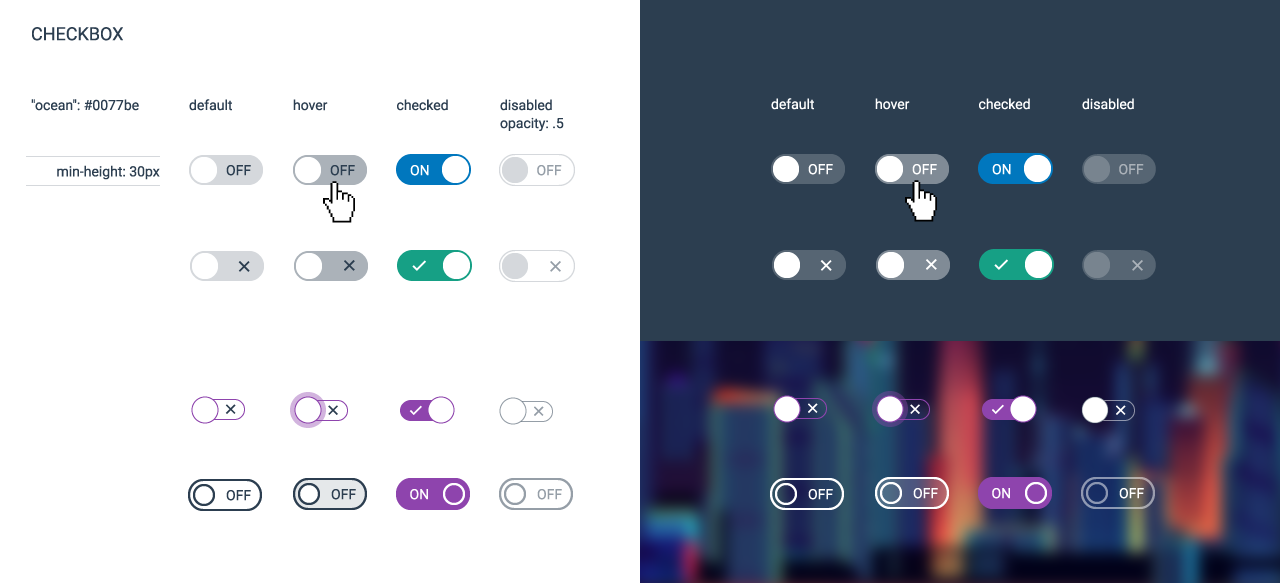 CHECKBOX
"ocean": #0077be
default
hover
checked
disabled
opacity: .5
default
hover
checked
disabled
min-height: 30px
OFF
OFF
ON
OFF
OFF
OFF
ON
OFF
OFF
OFF
ON
OFF
OFF
OFF
ON
OFF